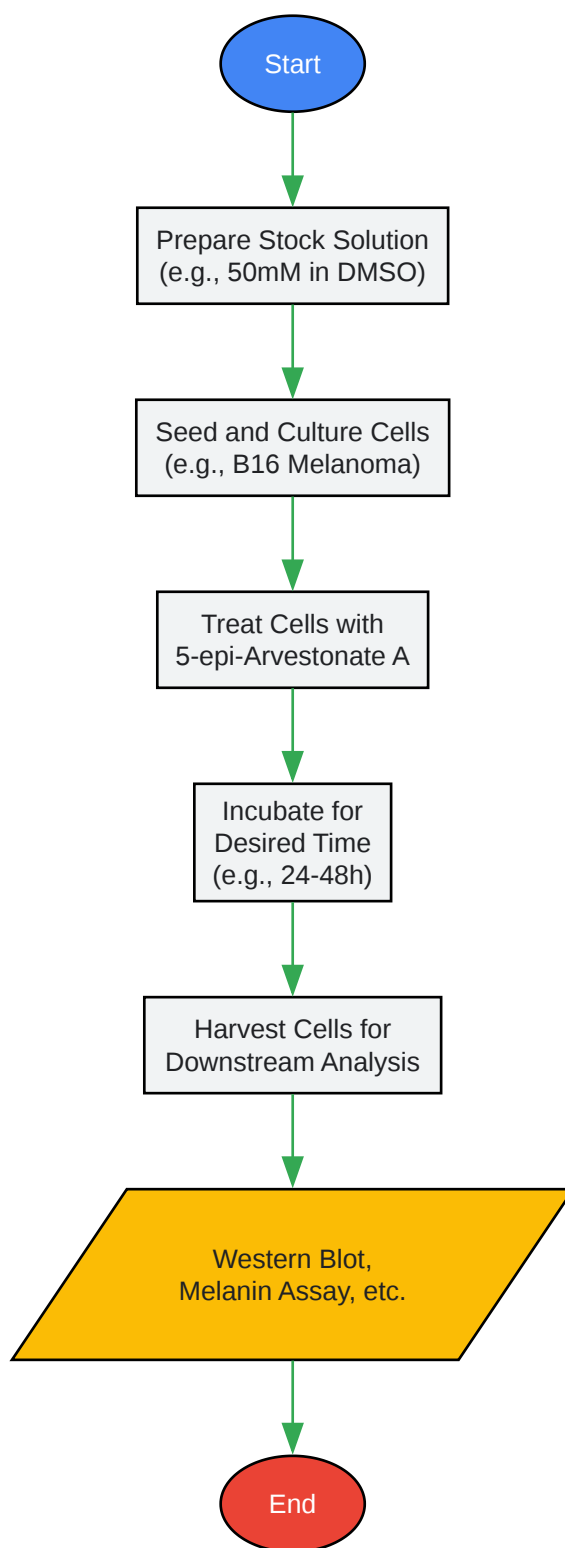 Start
Prepare Stock Solution
(e.g., 50mM in DMSO)
Seed and Culture Cells
(e.g., B16 Melanoma)
Treat Cells with
5-epi-Arvestonate A
Incubate for
Desired Time
(e.g., 24-48h)
Harvest Cells for
Downstream Analysis
Western Blot,
Melanin Assay, etc.
End